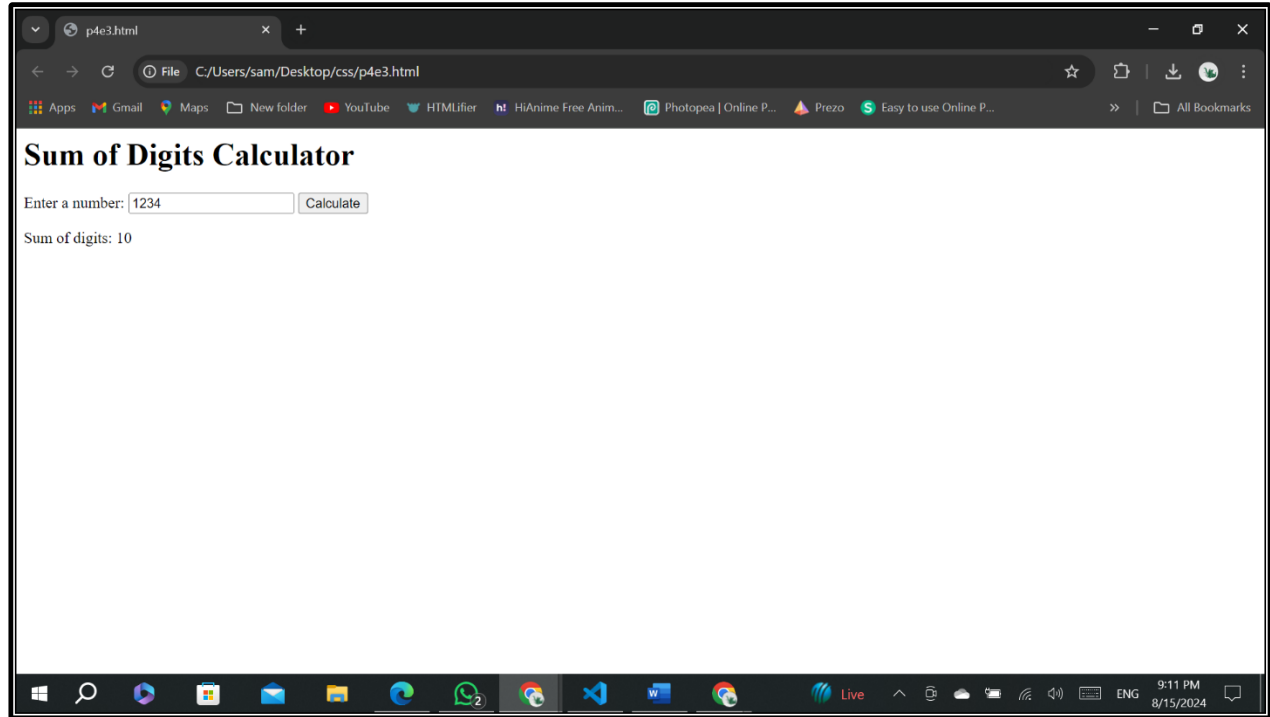 p4e3.html
File C:/Users/sam/Desktop/css/p4e3.html
Apps Gmail Maps New folder YouTube HTMLifier h! HiAnime Free Anim... Photopea | Online P... Prezo S Easy to use Online P... » All Bookmarks
Sum of Digits Calculator
Enter a number: 1234 Calculate
Sum of digits: 10
2 W Live ENG 9:11 PM
8/15/2024